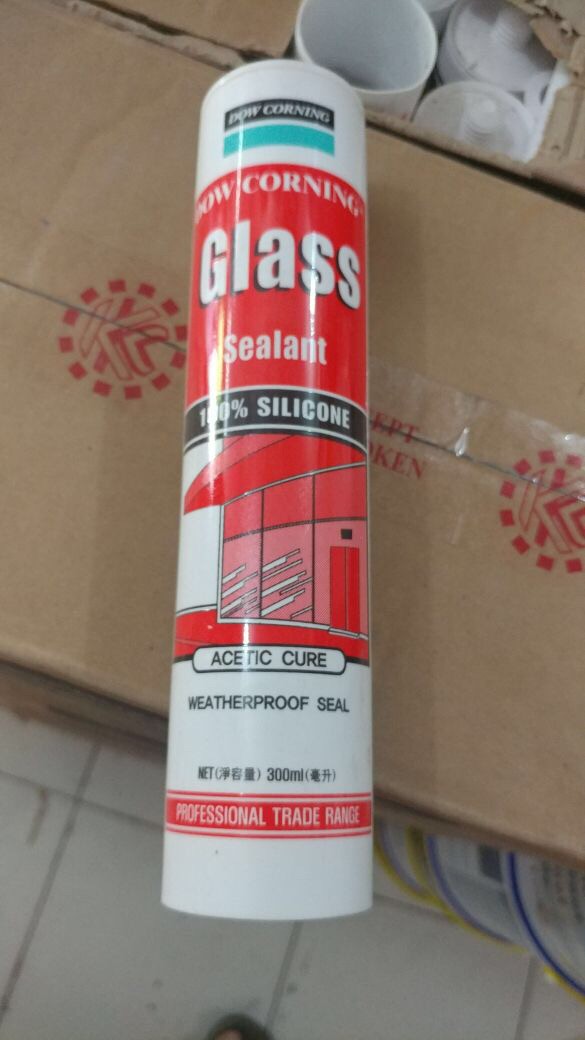 DOW CORNING
DOW CORNING
Glass
Sealant
100% SILICONE
ACETIC CURE
WEATHERPROOF SEAL
NET(淨容量) 300ml(毫升)
PROFESSIONAL TRADE RANGE